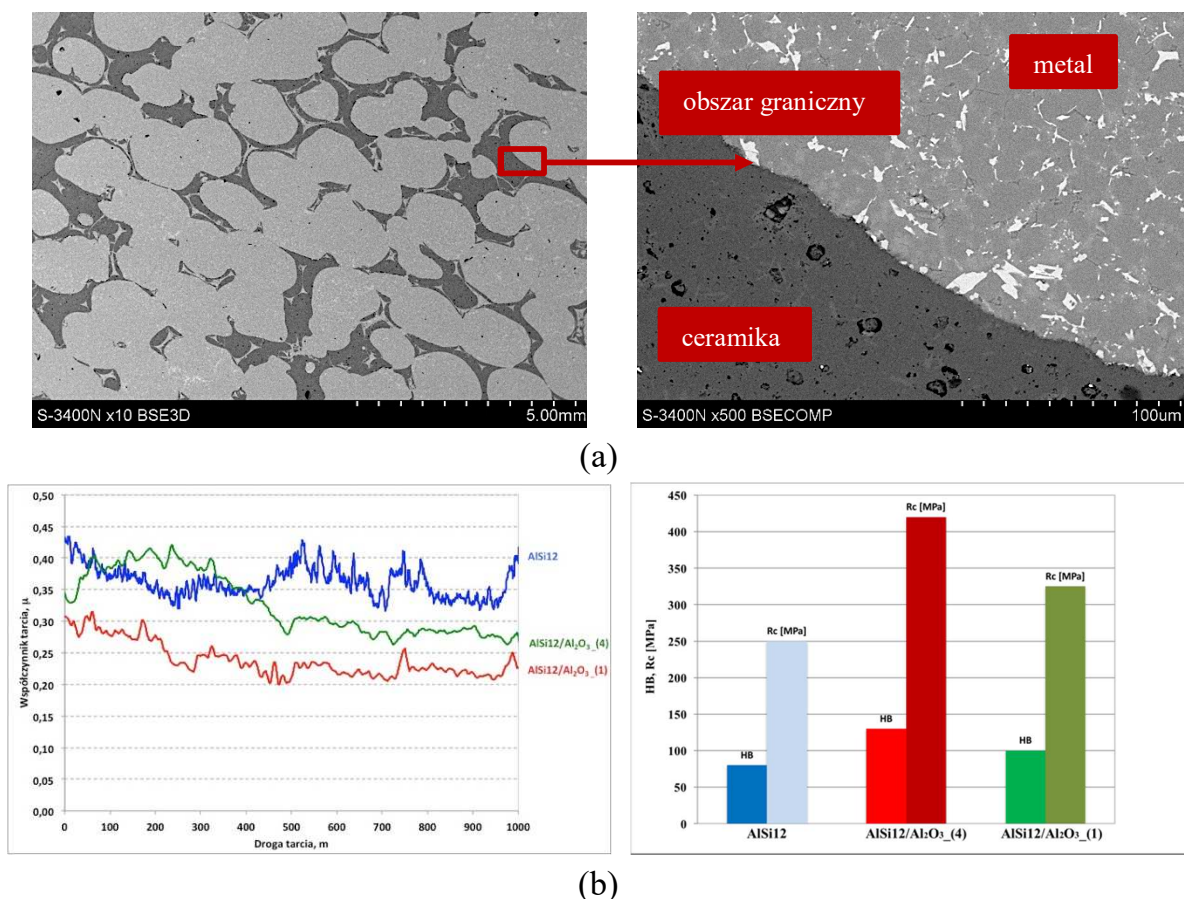 obszar graniczny
metal
ceramika
S-3400N x10 BSE3D 5.00mm
S-3400N x500 BSECOMP 100um
(a)
0,50
0,45
0,40
0,35
0,30
0,25
0,20
0,15
0,10
0,05
0,00
Współczynnik tarcia, μ
AlSi12
AlSi12/Al₂O₃_(4)
AlSi12/Al₂O₃_(1)
0 100 200 300 400 500 600 700 800 900 1000
Droga tarcia, m
450
400
350
300
250
200
150
100
50
0
HB, Rc [MPa]
HB
Rc [MPa]
HB
Rc [MPa]
HB
Rc [MPa]
AlSi12 AlSi12/Al₂O₃_(4) AlSi12/Al₂O₃_(1)
(b)